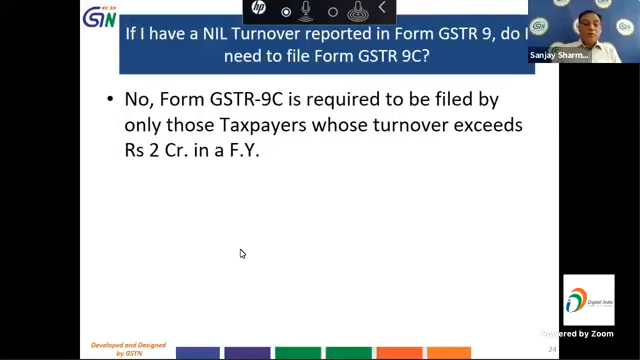 GSTN
hp
If I have a NIL Turnover reported in Form GSTR 9, do I
need to file Form GSTR 9C?
Sanjay Sharm...
• No, Form GSTR-9C is required to be filed by
only those Taxpayers whose turnover exceeds
Rs 2 Cr. in a F.Y.
Digital India
Powered by Zoom
Developed and Designed
by GSTN
24